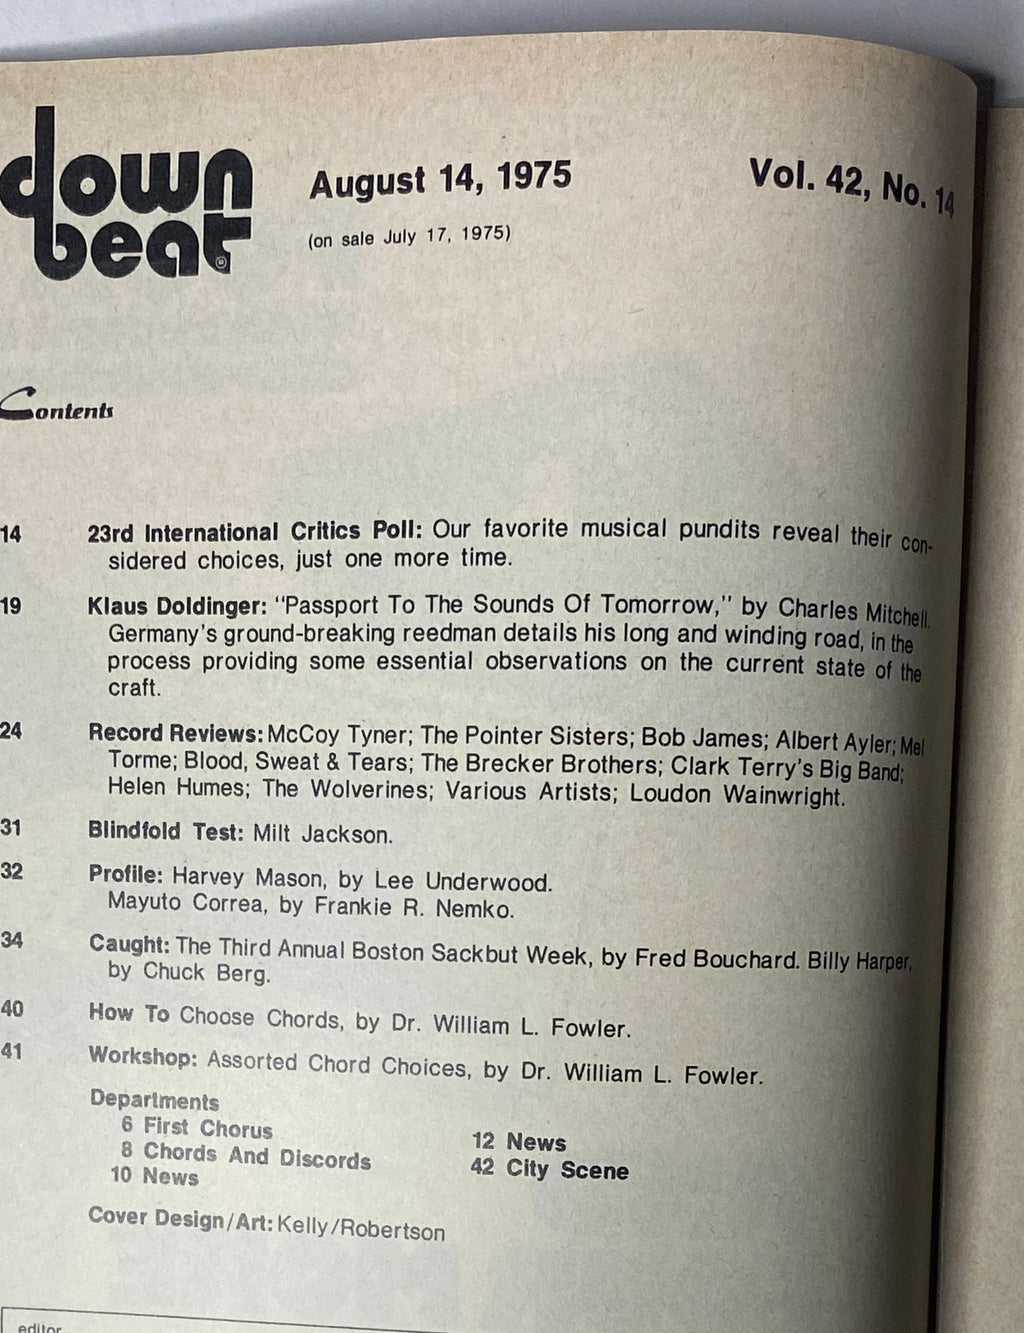 down
beat®
August 14, 1975
Vol. 42, No. 14
(on sale July 17, 1975)
Contents
14 23rd International Critics Poll: Our favorite musical pundits reveal their con-
sidered choices, just one more time.
19 Klaus Doldinger: "Passport To The Sounds Of Tomorrow," by Charles Mitchell.
Germany's ground-breaking reedman details his long and winding road, in the
process providing some essential observations on the current state of the
craft.
24 Record Reviews: McCoy Tyner; The Pointer Sisters; Bob James; Albert Ayler; Mel
Torme; Blood, Sweat & Tears; The Brecker Brothers; Clark Terry's Big Band;
Helen Humes; The Wolverines; Various Artists; Loudon Wainwright.
31 Blindfold Test: Milt Jackson.
32 Profile: Harvey Mason, by Lee Underwood.
Mayuto Correa, by Frankie R. Nemko.
34 Caught: The Third Annual Boston Sackbut Week, by Fred Bouchard. Billy Harper,
by Chuck Berg.
40 How To Choose Chords, by Dr. William L. Fowler.
41 Workshop: Assorted Chord Choices, by Dr. William L. Fowler.
Departments
6 First Chorus
8 Chords And Discords
10 News
12 News
42 City Scene
Cover Design/Art: Kelly/Robertson
editor